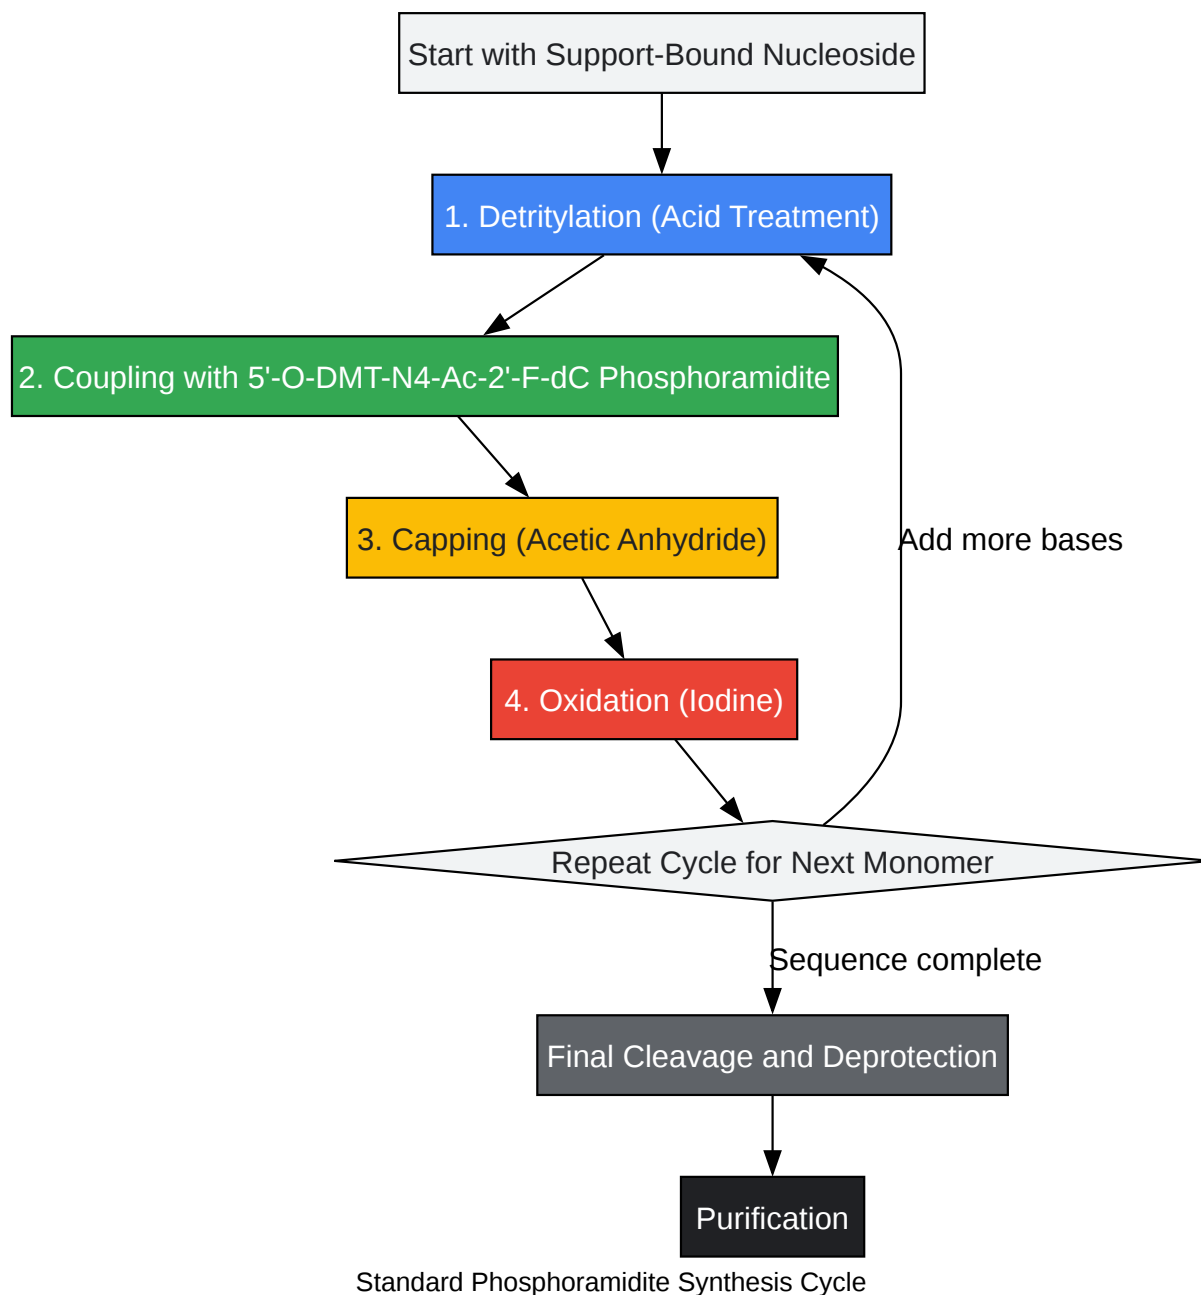 Start with Support-Bound Nucleoside
1. Detritylation (Acid Treatment)
2. Coupling with 5'-O-DMT-N4-Ac-2'-F-dC Phosphoramidite
3. Capping (Acetic Anhydride)
Add more bases
4. Oxidation (Iodine)
Repeat Cycle for Next Monomer
Sequence complete
Final Cleavage and Deprotection
Purification
Standard Phosphoramidite Synthesis Cycle